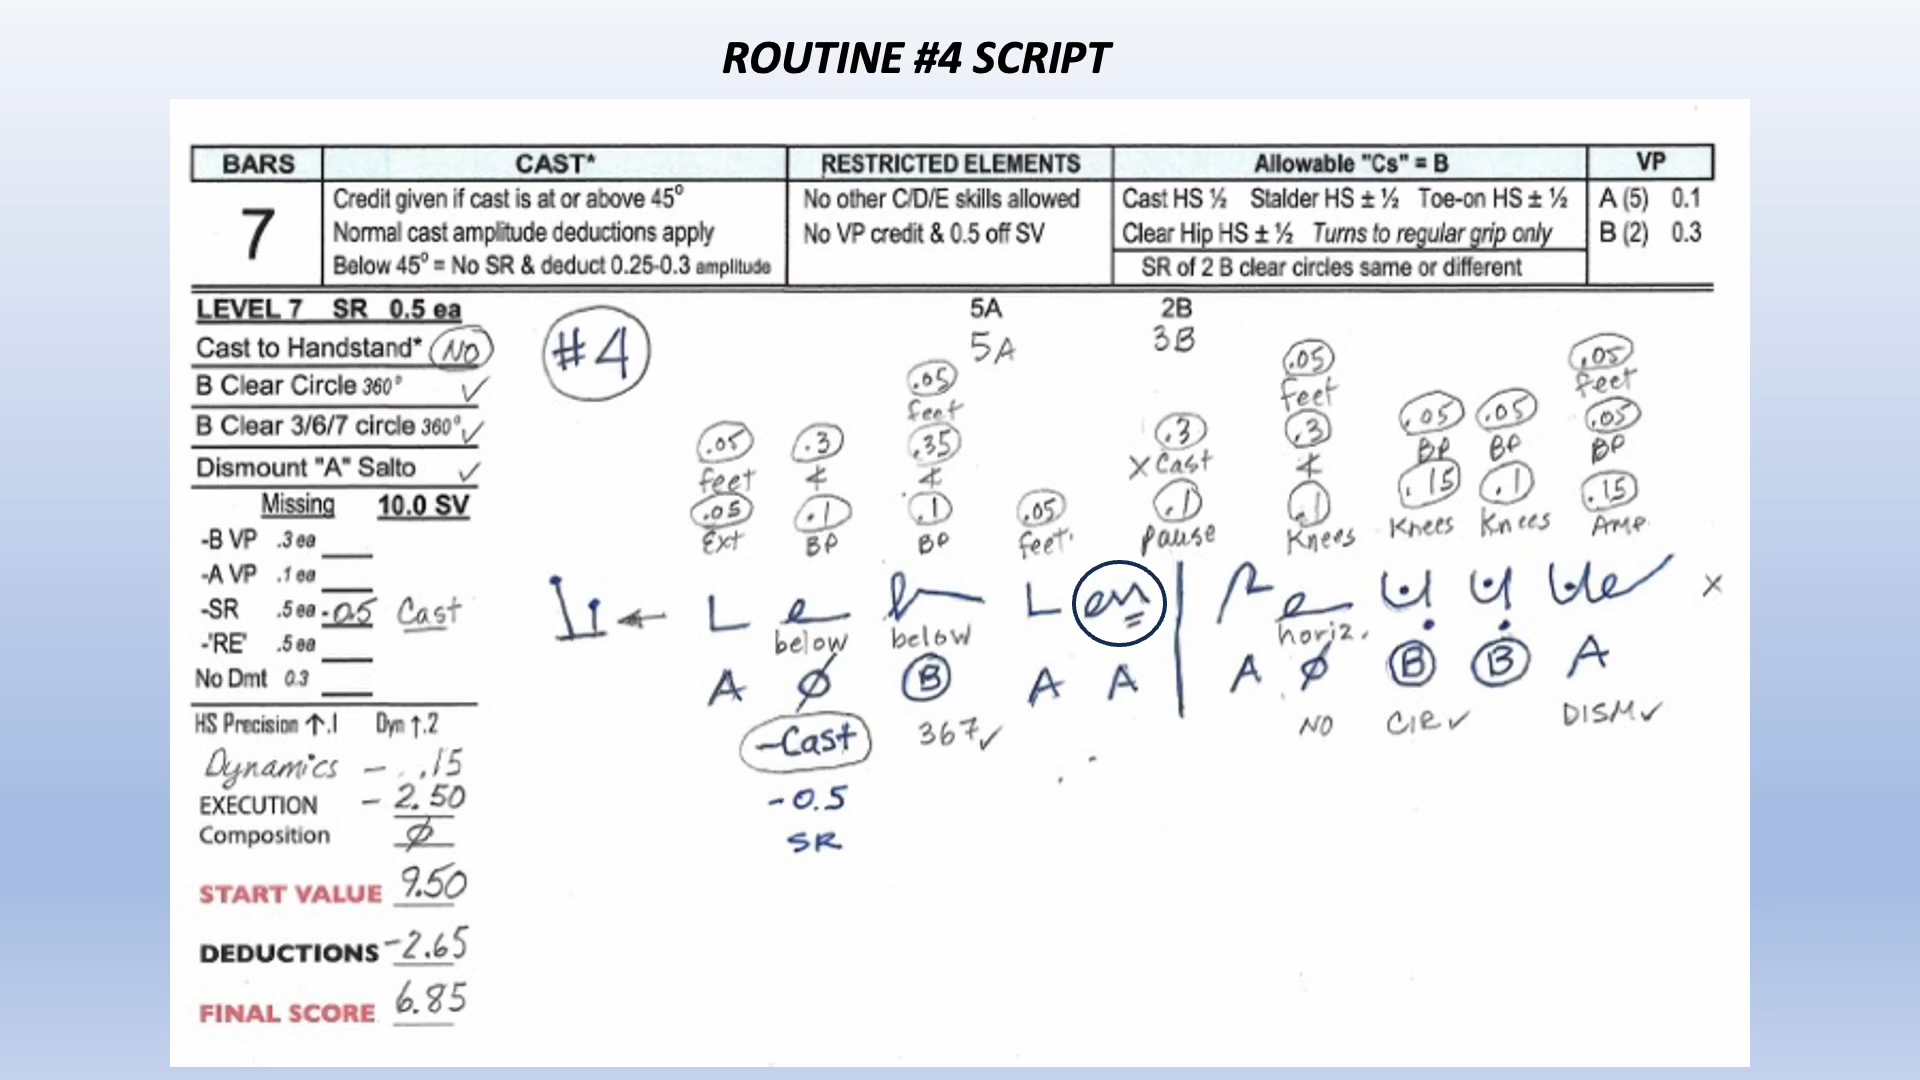 ROUTINE #4 SCRIPT
BARS CAST* RESTRICTED ELEMENTS Allowable "Cs" = B VP
7
Credit given if cast is at or above 45⁰
Normal cast amplitude deductions apply
Below 45⁰ = No SR & deduct 0.25-0.3 amplitude
No other C/D/E skills allowed
No VP credit & 0.5 off SV
Cast HS ½ Stalder HS ± ½ Toe-on HS ± ½
Clear Hip HS ± ½ Turns to regular grip only
SR of 2 B clear circles same or different
A (5) 0.1
B (2) 0.3
LEVEL 7 SR 0.5 ea
Cast to Handstand* NO
B Clear Circle 360° ✓
B Clear 3/6/7 circle 360° ✓
Dismount "A" Salto ✓
Missing 10.0 SV
-B VP .3 ea
-A VP .1 ea
-SR .5 ea -0.5 Cast
-'RE' .5 ea
No Dmt 0.3
HS Precision ↑.1 Dyn ↑.2
Dynamics - .15
EXECUTION - 2.50
Composition Ø
START VALUE 9.50
DEDUCTIONS -2.65
FINAL SCORE 6.85
#4
5A 2B
5A 3B
.05 .05 .05
feet feet feet
.05 .3 .35 .3 .3 .05 .05 .05
feet X Cast BP BP BP
.05 .1 .1 .05 .1 .1 .15 .1 .15
Ext BP BP feet Pause Knees Knees Knees Amp
X
below below horiz.
A Ø B A A A Ø B B A
-Cast 367✓ NO CIR✓ DISM✓
-0.5
SR